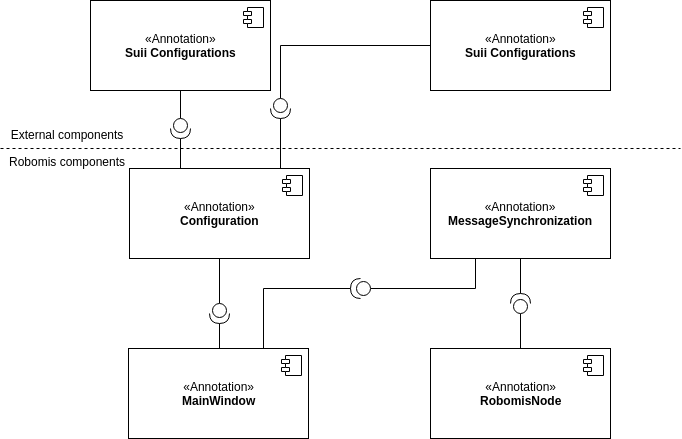 «Annotation»
Suii Configurations
«Annotation»
Suii Configurations
External components
Robomis components
«Annotation»
Configuration
«Annotation»
MessageSynchronization
«Annotation»
MainWindow
«Annotation»
RobomisNode